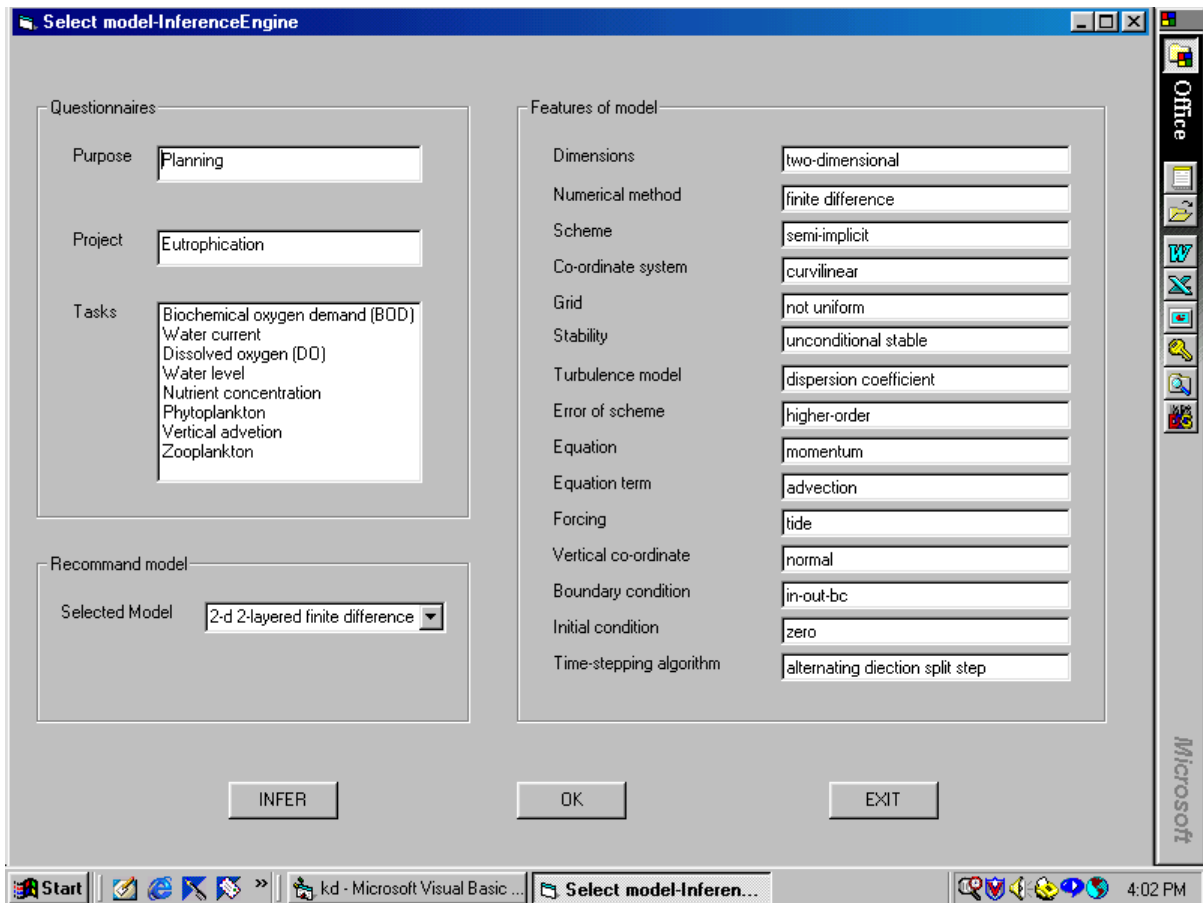 Select model-InferenceEngine
Questionnaires
Purpose
Planning
Project
Eutrophication
Tasks
Biochemical oxygen demand (BOD)
Water current
Dissolved oxygen (DO)
Water level
Nutrient concentration
Phytoplankton
Vertical advetion
Zooplankton
Recommand model
Selected Model
2-d 2-layered finite difference
Features of model
Dimensions
two-dimensional
Numerical method
finite difference
Scheme
semi-implicit
Co-ordinate system
curvilinear
Grid
not uniform
Stability
unconditional stable
Turbulence model
dispersion coefficient
Error of scheme
higher-order
Equation
momentum
Equation term
advection
Forcing
tide
Vertical co-ordinate
normal
Boundary condition
in-out-bc
Initial condition
zero
Time-stepping algorithm
alternating diection split step
INFER
OK
EXIT
Office
Microsoft
Start
»
kd - Microsoft Visual Basic ...
Select model-Inferen...
4:02 PM